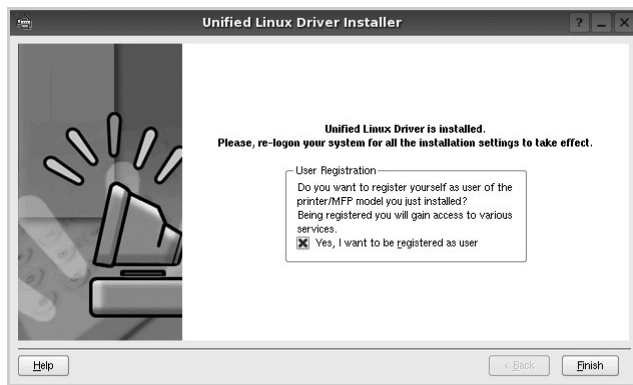 Unified Linux Driver Installer
? _ X
Unified Linux Driver is installed.
Please, re-logon your system for all the installation settings to take effect.
User Registration
Do you want to register yourself as user of the
printer/MFP model you just installed?
Being registered you will gain access to various
services.
Yes, I want to be registered as user
Help
< Back
Finish